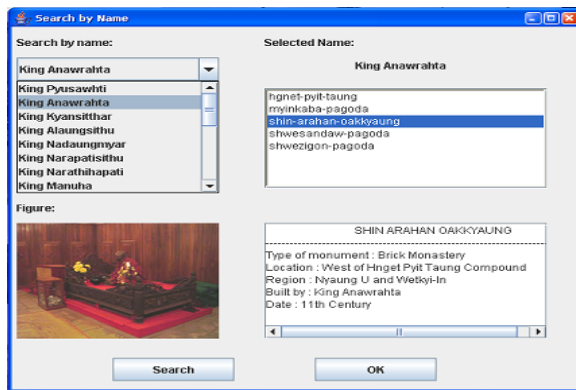 Search by Name
Search by name:
King Anawrahta
King Pyusawhti
King Anawrahta
King Kyansitthar
King Alaungsithu
King Nadaungmyar
King Narapatisithu
King Narathihapati
King Manuha
Selected Name:
King Anawrahta
hgnet-pyit-taung
myinkaba-pagoda
shin-arahan-oakkyaung
shwesandaw-pagoda
shwezigon-pagoda
Figure:
SHIN ARAHAN OAKKYAUNG
Type of monument : Brick Monastery
Location : West of Hnget Pyit Taung Compound
Region : Nyaung U and Wetkyi-In
Built by : King Anawrahta
Date : 11th Century
Search
OK